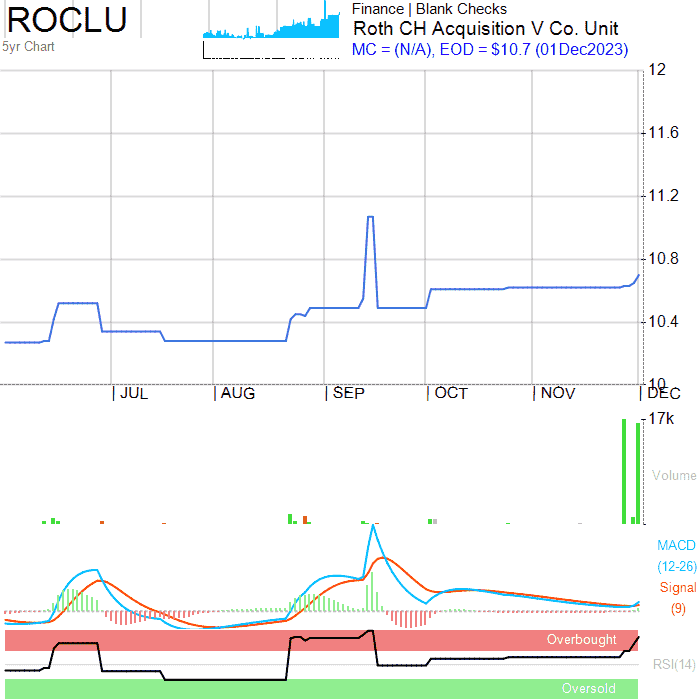 ROCLU
5yr Chart
Finance | Blank Checks
Roth CH Acquisition V Co. Unit
MC = (N/A), EOD = $10.7 (01Dec2023)
12
11.6
11.2
10.8
10.4
10
JUL
AUG
SEP
OCT
NOV
DEC
17k
Volume
MACD
(12-26)
Signal
(9)
Overbought
RSI(14)
Oversold